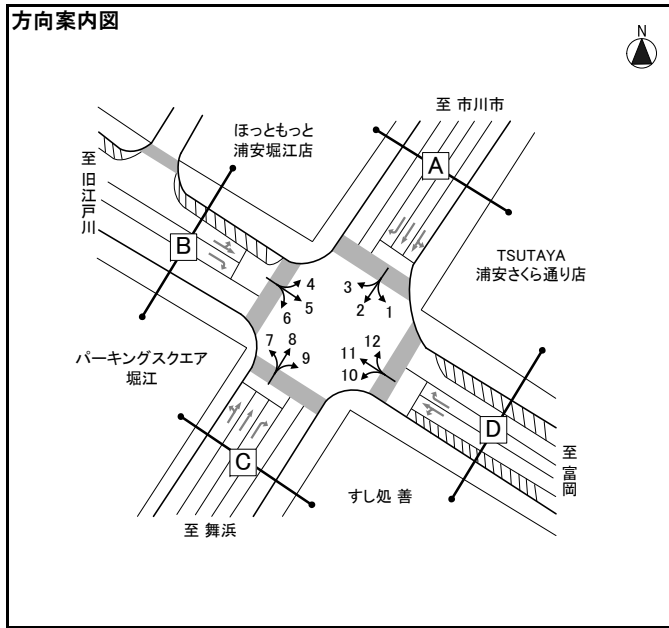 方向案内図
N
至 市川市
ほっともっと
浦安堀江店
至 旧江戸川
A
B
TSUTAYA
浦安さくら通り店
4
5
6
3
2
1
パーキングスクエア
堀江
7
8
9
12
11
10
D
C
至 富岡
すし処 善
至 舞浜